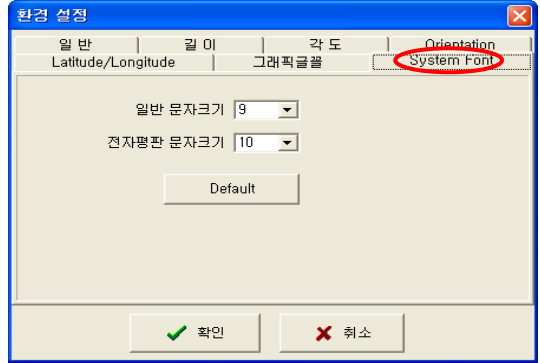 환경 설정
일 반 길 이 각 도 Orientation
Latitude/Longitude 그래픽글꼴 System Font
일반 문자크기 9
전자평판 문자크기 10
Default
확인 취소